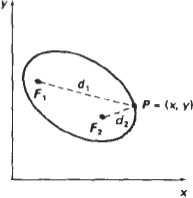 y
d₁
F₁
P = (x, y)
F₂
d₂
x